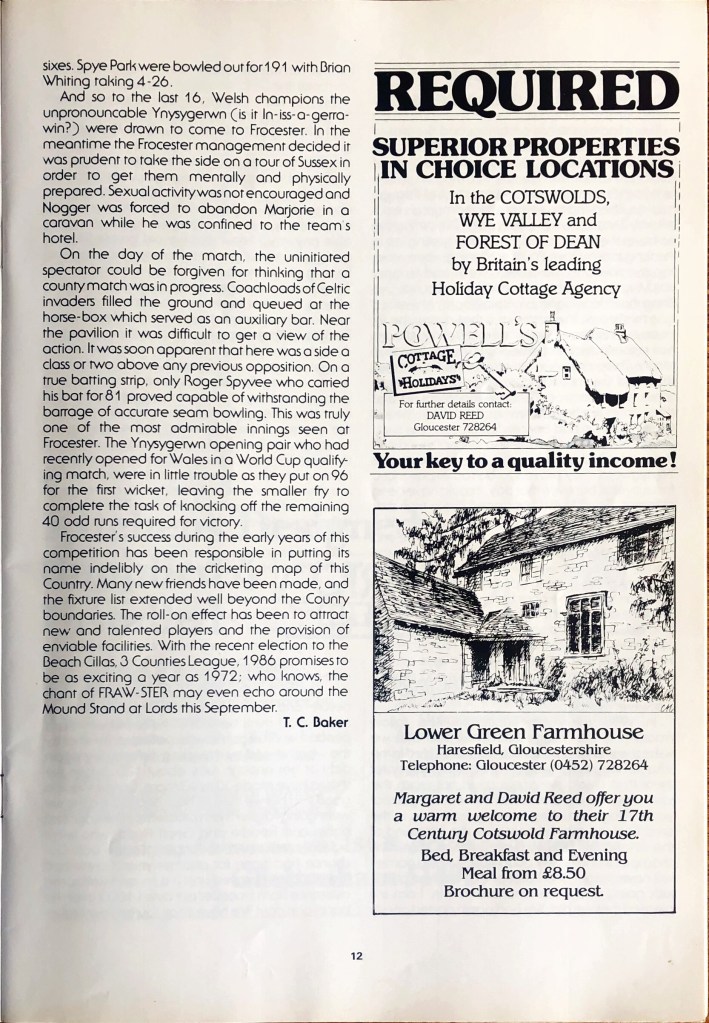 sixes. Spye Park were bowled out for 191 with Brian
Whiting taking 4-26.
And so to the last 16, Welsh champions the
unpronouncable Ynysygerwn (is it In-iss-a-gerra-
win?) were drawn to come to Frocester. In the
meantime the Frocester management decided it
was prudent to take the side on a tour of Sussex in
order to get them mentally and physically
prepared. Sexual activity was not encouraged and
Nogger was forced to abandon Marjorie in a
caravan while he was confined to the team's
hotel.
On the day of the match, the uninitiated
spectator could be forgiven for thinking that a
county match was in progress. Coachloads of Celtic
invaders filled the ground and queued at the
horse-box which served as an auxiliary bar. Near
the pavilion it was difficult to get a view of the
action. It was soon apparent that here was a side a
class or two above any previous opposition. On a
true batting strip, only Roger Spyvee who carried
his bat for 81 proved capable of withstanding the
barrage of accurate seam bowling. This was truly
one of the most admirable innings seen at
Frocester. The Ynysygerwn opening pair who had
recently opened for Wales in a World Cup qualify-
ing match, were in little trouble as they put on 96
for the first wicket, leaving the smaller fry to
complete the task of knocking off the remaining
40 odd runs required for victory.
Frocester's success during the early years of this
competition has been responsible in putting its
name indelibly on the cricketing map of this
Country. Many new friends have been made, and
the fixture list extended well beyond the County
boundaries. The roll-on effect has been to attract
new and talented players and the provision of
enviable facilities. With the recent election to the
Beach Cillas, 3 Counties League, 1986 promises to
be as exciting a year as 1972; who knows, the
chant of FRAW-STER may even echo around the
Mound Stand at Lords this September.
T. C. Baker
REQUIRED
SUPERIOR PROPERTIES
IN CHOICE LOCATIONS
In the COTSWOLDS,
WYE VALLEY and
FOREST OF DEAN
by Britain's leading
Holiday Cottage Agency
POWELL'S
COTTAGE
HOLIDAYS
For further details contact:
DAVID REED
Gloucester 728264
Your key to a quality income!
Lower Green Farmhouse
Haresfield, Gloucestershire
Telephone: Gloucester (0452) 728264
Margaret and David Reed offer you
a warm welcome to their 17th
Century Cotswold Farmhouse.
Bed, Breakfast and Evening
Meal from £8.50
Brochure on request.
12